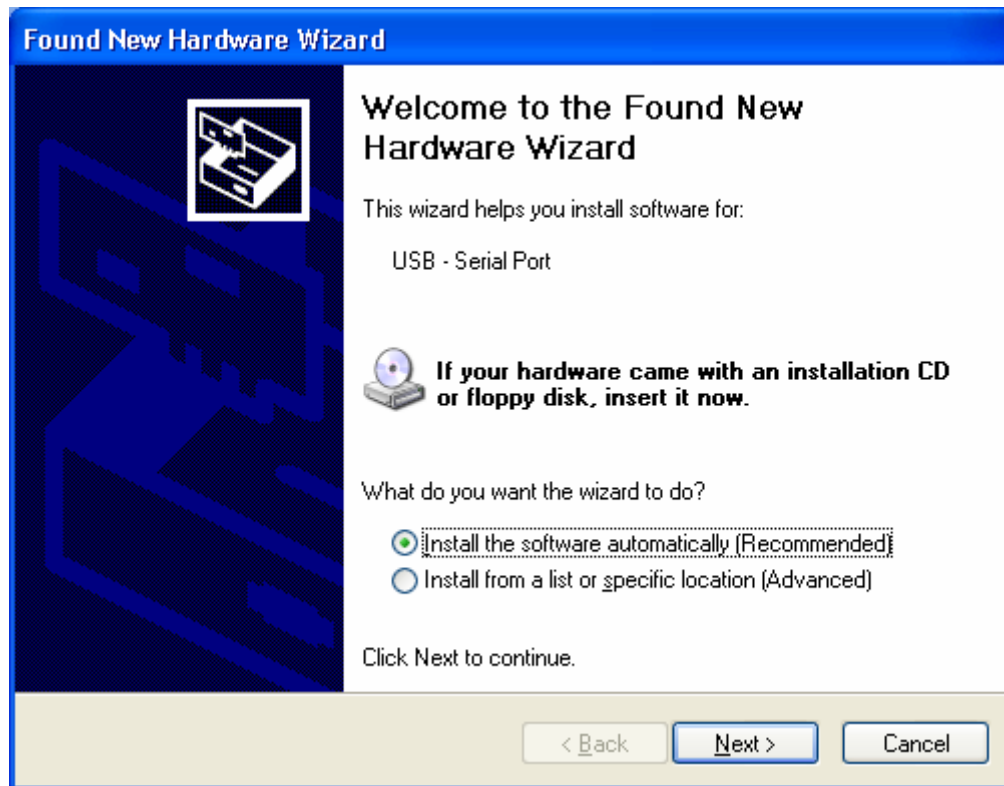 Found New Hardware Wizard
Welcome to the Found New
Hardware Wizard
This wizard helps you install software for:
USB - Serial Port
If your hardware came with an installation CD
or floppy disk, insert it now.
What do you want the wizard to do?
Install the software automatically (Recommended)
Install from a list or specific location (Advanced)
Click Next to continue.
< Back Next > Cancel